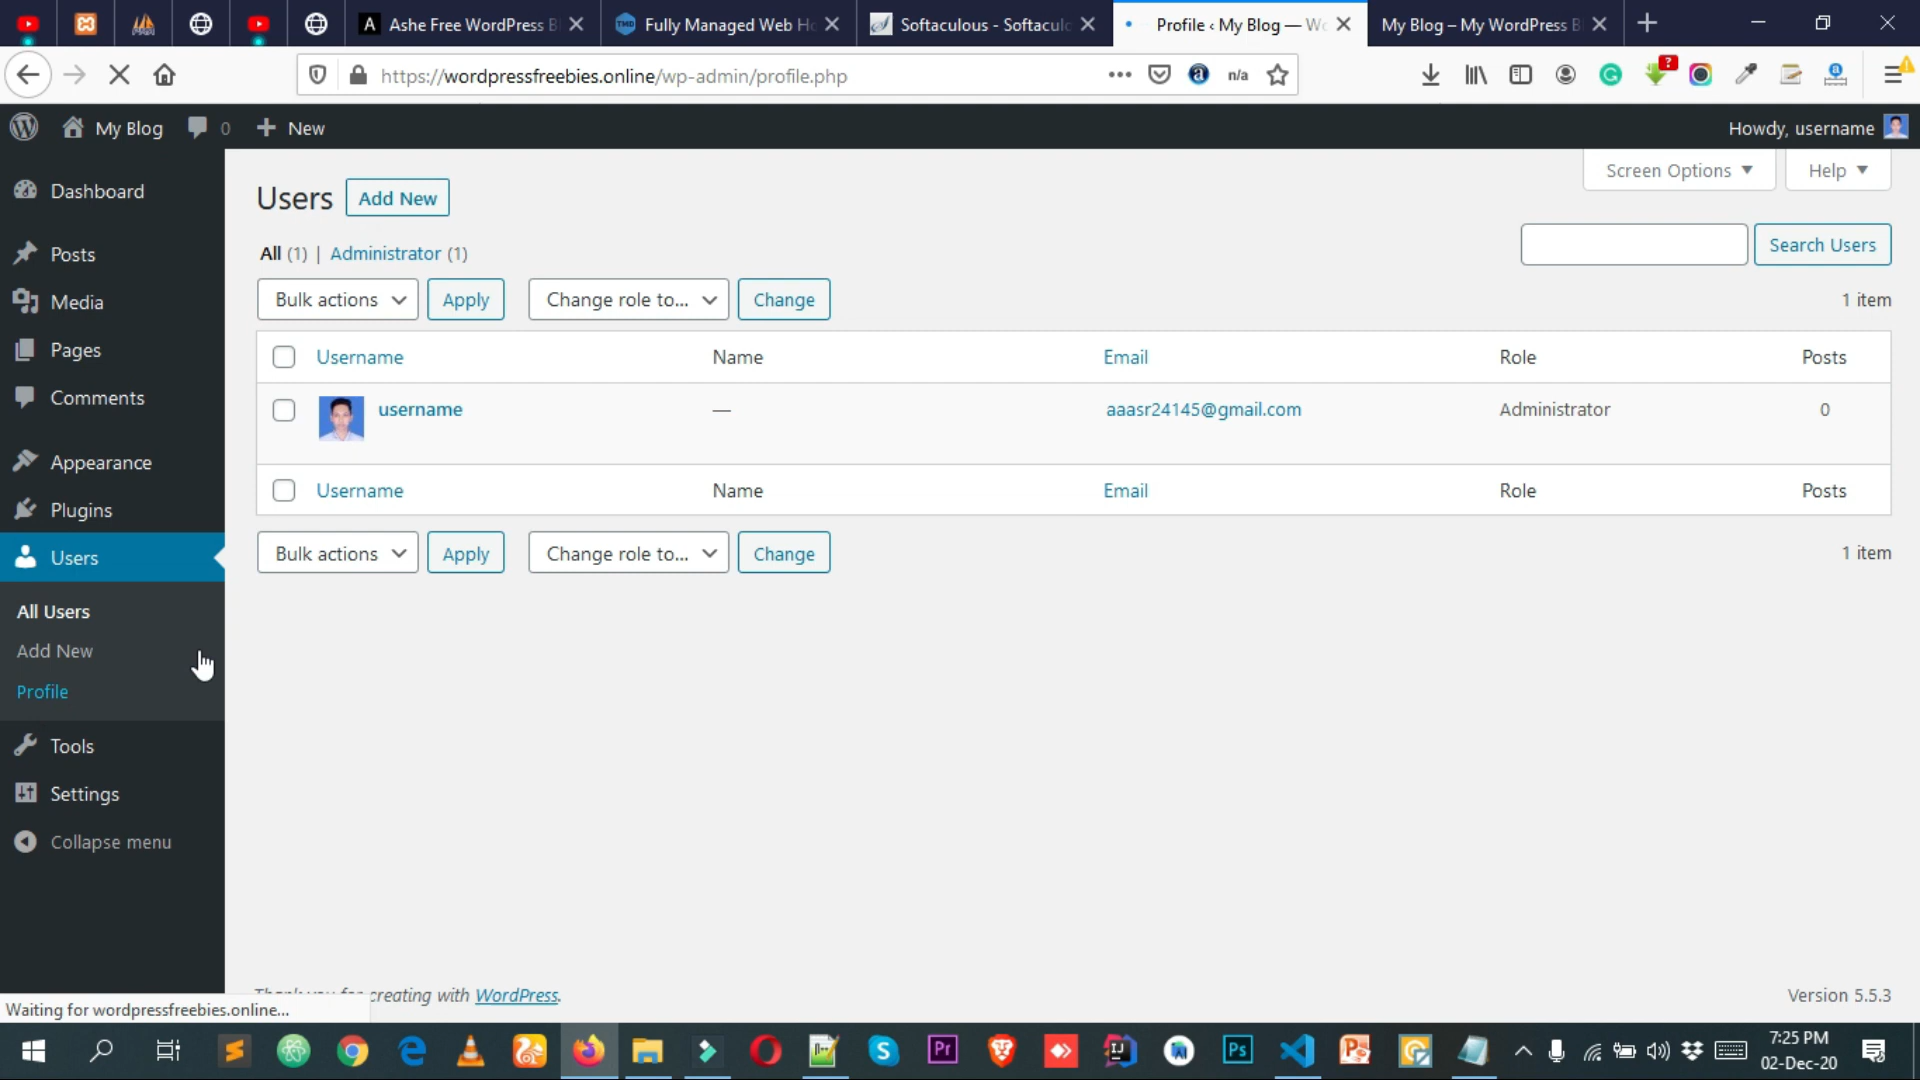 Ashe Free WordPress B
Fully Managed Web Ho
Softaculous - Softaculo
Profile ‹ My Blog — Wo
My Blog – My WordPress B
https://wordpressfreebies.online/wp-admin/profile.php
n/a
My Blog
0
New
Howdy, username
Dashboard
Posts
Media
Pages
Comments
Appearance
Plugins
Users
All Users
Add New
Profile
Tools
Settings
Collapse menu
Screen Options
Help
Users
Add New
All (1) | Administrator (1)
Search Users
Bulk actions
Apply
Change role to...
Change
1 item
Username Name Email Role Posts
username — aaasr24145@gmail.com Administrator 0
Username Name Email Role Posts
Bulk actions
Apply
Change role to...
Change
1 item
creating with WordPress.
Version 5.5.3
Waiting for wordpressfreebies.online...
7:25 PM
02-Dec-20